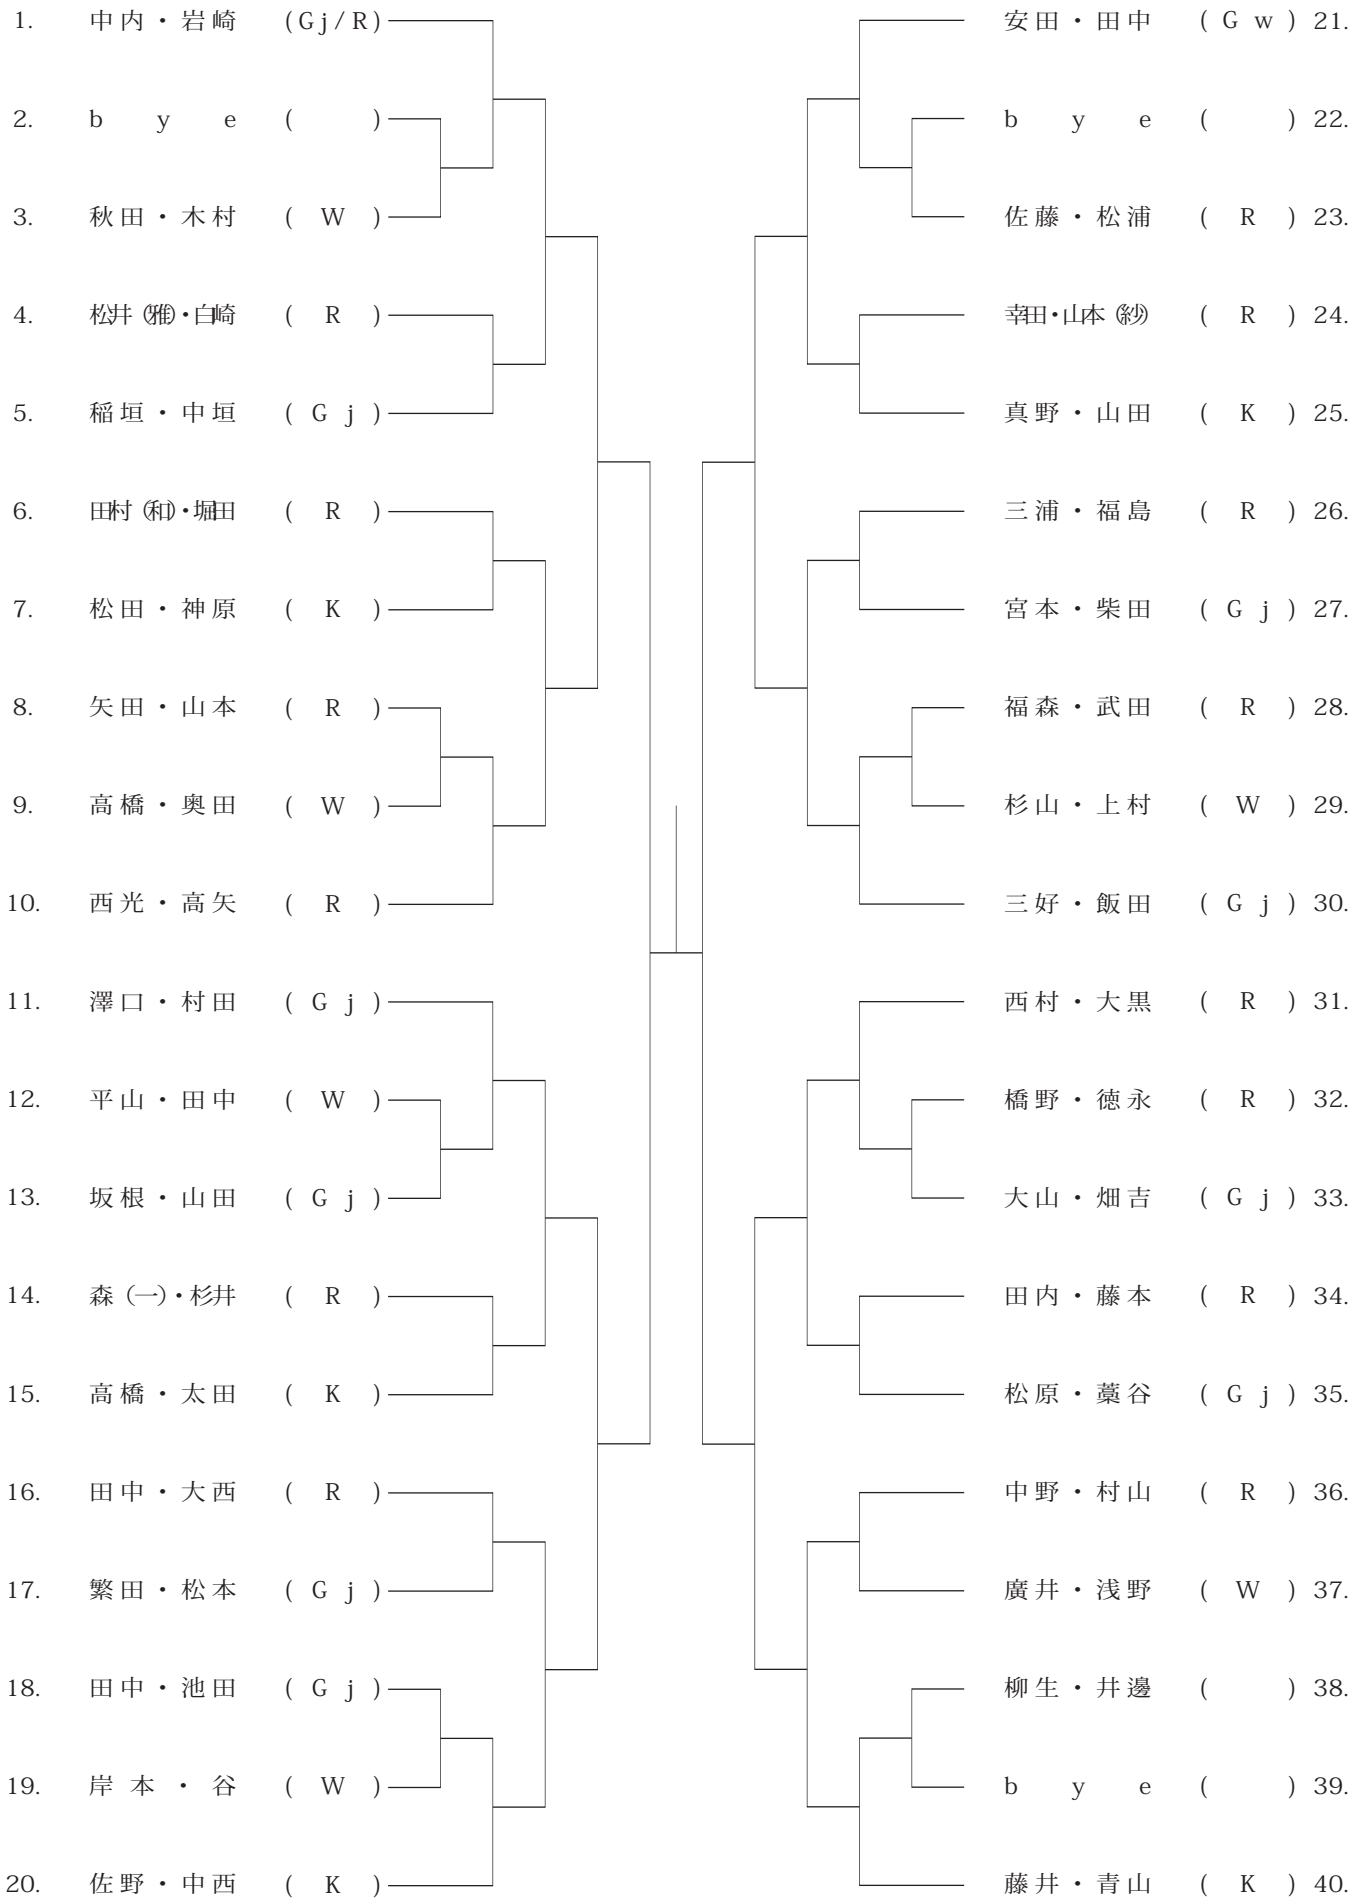 1. 中内・岩崎 (Gj/R)
2. bye ( )
3. 秋田・木村 ( W )
4. 松井(雅)・白崎 ( R )
5. 稲垣・中垣 ( Gj )
6. 田村(和)・堀田 ( R )
7. 松田・神原 ( K )
8. 矢田・山本 ( R )
9. 高橋・奥田 ( W )
10. 西光・高矢 ( R )
11. 澤口・村田 ( Gj )
12. 平山・田中 ( W )
13. 坂根・山田 ( Gj )
14. 森(一)・杉井 ( R )
15. 高橋・太田 ( K )
16. 田中・大西 ( R )
17. 繁田・松本 ( Gj )
18. 田中・池田 ( Gj )
19. 岸本・谷 ( W )
20. 佐野・中西 ( K )
安田・田中 ( Gw ) 21.
bye ( ) 22.
佐藤・松浦 ( R ) 23.
幸田・山本(紗) ( R ) 24.
真野・山田 ( K ) 25.
三浦・福島 ( R ) 26.
宮本・柴田 ( Gj ) 27.
福森・武田 ( R ) 28.
杉山・上村 ( W ) 29.
三好・飯田 ( Gj ) 30.
西村・大黒 ( R ) 31.
橋野・徳永 ( R ) 32.
大山・畑吉 ( Gj ) 33.
田内・藤本 ( R ) 34.
松原・藁谷 ( Gj ) 35.
中野・村山 ( R ) 36.
廣井・浅野 ( W ) 37.
柳生・井邊 ( ) 38.
bye ( ) 39.
藤井・青山 ( K ) 40.